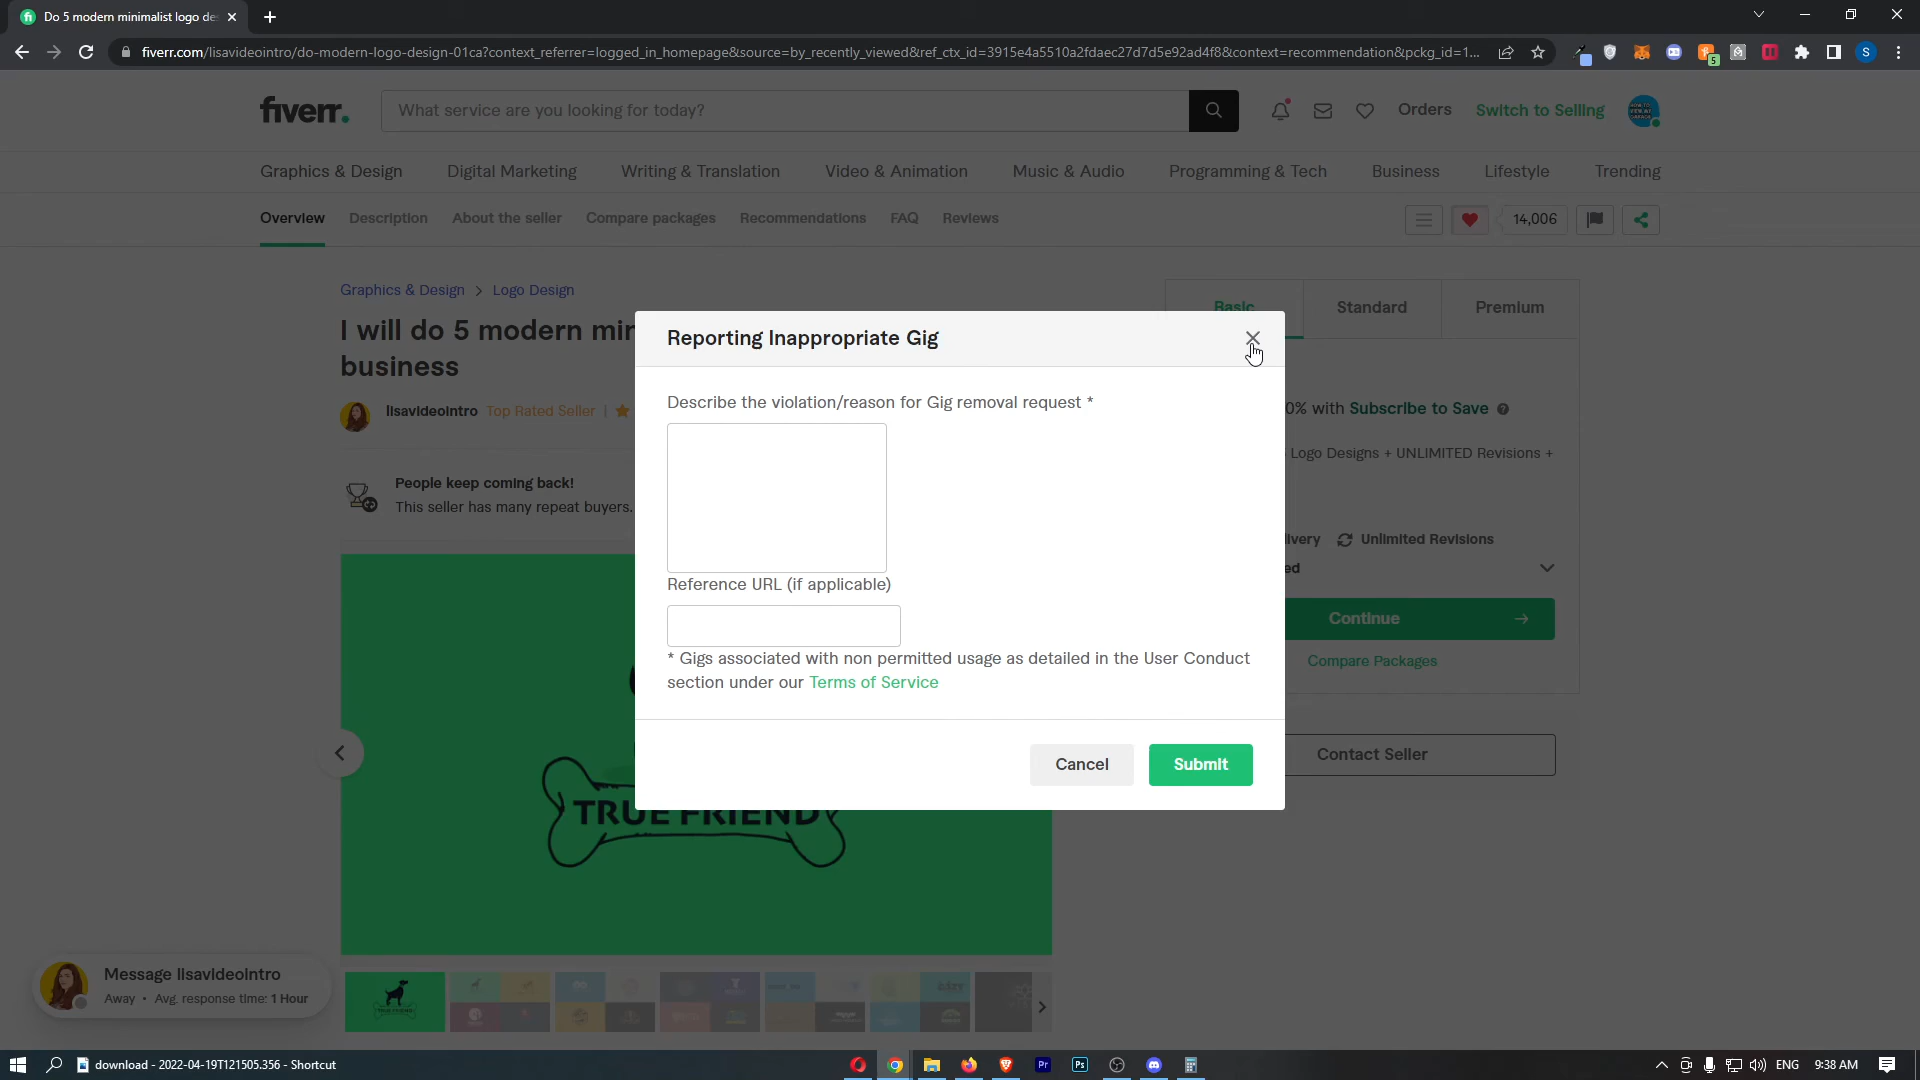 Do 5 modern minimalist logo de
fiverr.com/lisavideointro/do-modern-logo-design-01ca?context_referrer=logged_in_homepage&source=by_recently_viewed&ref_ctx_id=3915e4a5510a2fdaec27d7d5e92ad4f8&context=recommendation&pckg_id=1...
5
S
fiverr.
What service are you looking for today?
Orders
Switch to Selling
Graphics & Design
Digital Marketing
Writing & Translation
Video & Animation
Music & Audio
Programming & Tech
Business
Lifestyle
Trending
Overview
Description
About the seller
Compare packages
Recommendations
FAQ
Reviews
14,006
Graphics & Design > Logo Design
I will do 5 modern
business
lisavideointro
Top Rated Seller |
People keep coming back!
This seller has many repeat buyers.
Basic
Standard
Premium
0% with Subscribe to Save
Logo Designs + UNLIMITED Revisions +
Unlimited Revisions
Continue
Compare Packages
Contact Seller
Reporting Inappropriate Gig
Describe the violation/reason for Gig removal request *
Reference URL (if applicable)
* Gigs associated with non permitted usage as detailed in the User Conduct
section under our Terms of Service
Cancel
Submit
TRUE FRIEND
Message lisavideointro
Away • Avg. response time: 1 Hour
TRUE FRIEND
download - 2022-04-19T121505.356 - Shortcut
Pr
Ps
ENG
9:38 AM